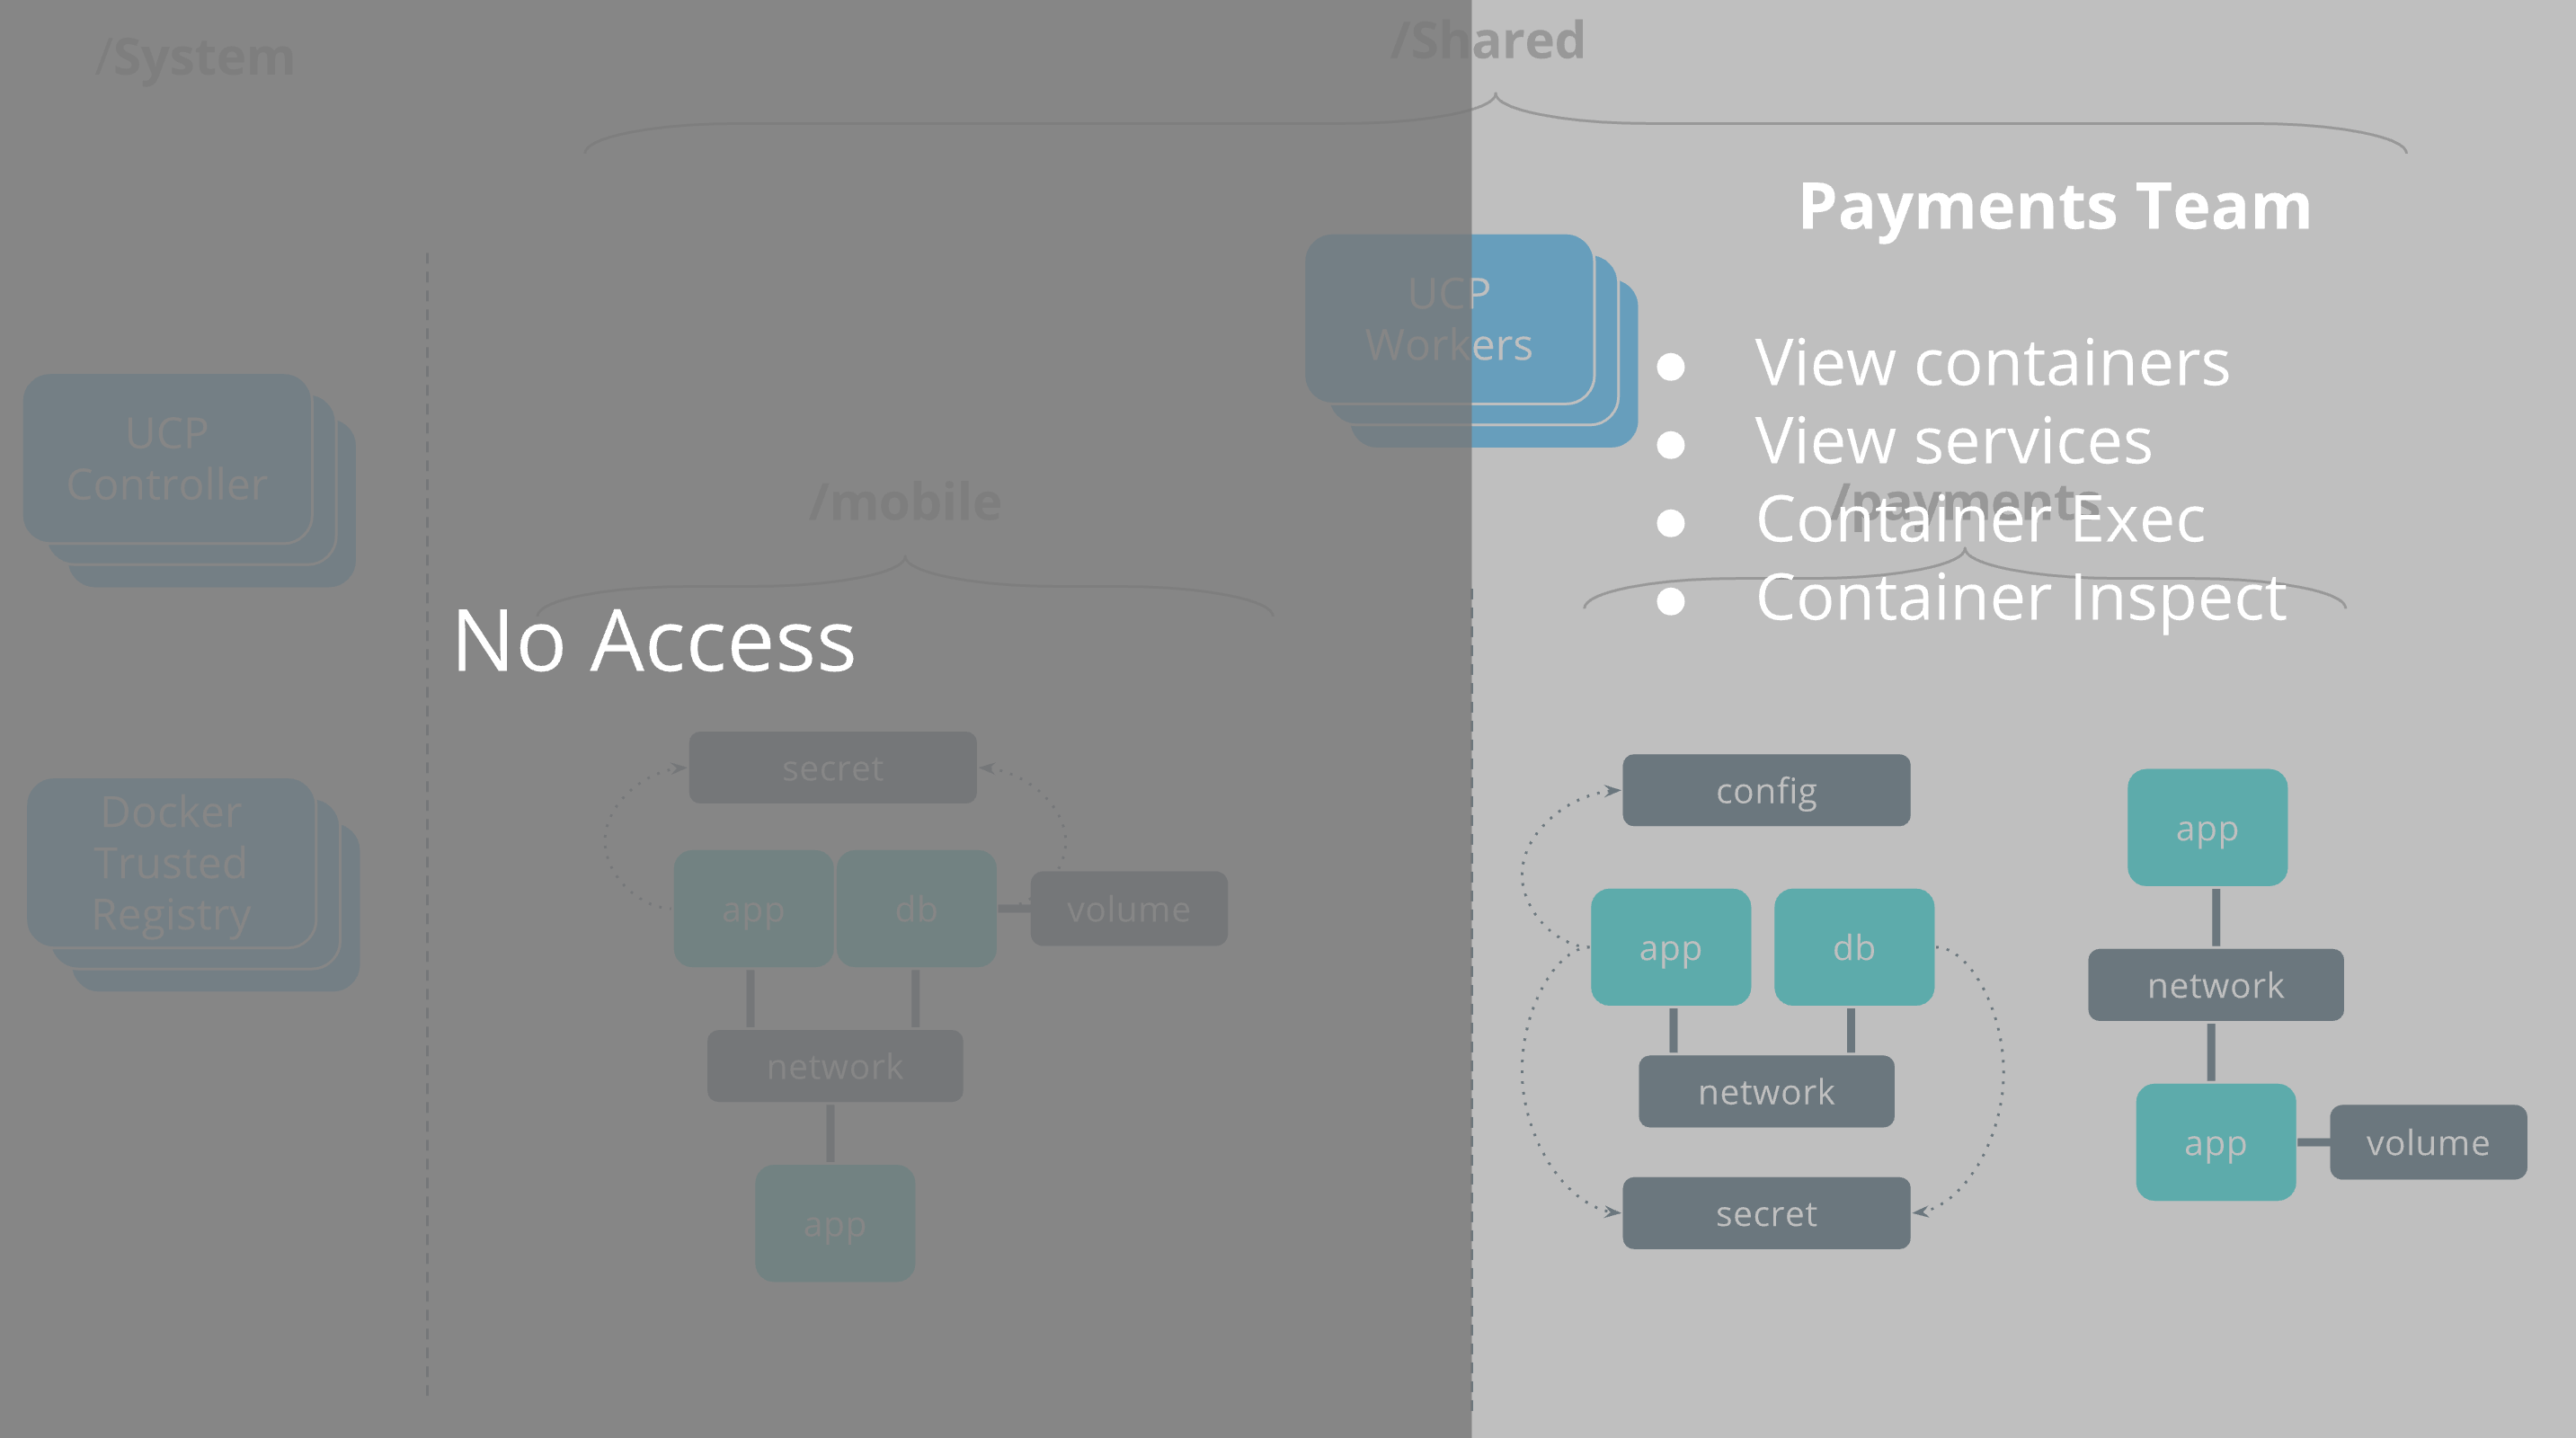 /System
/Shared
Payments Team
UCP
Workers
● View containers
● View services
● Container Exec
● Container Inspect
UCP
Controller
/mobile
/payments
No Access
secret
app
db
volume
network
app
Docker
Trusted
Registry
config
app
db
network
secret
app
network
app
volume